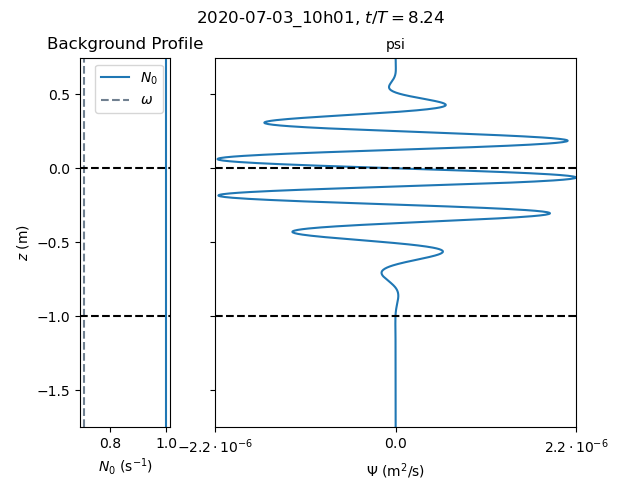 2020-07-03_10h01, t/T = 8.24
Background Profile
psi
N₀
ω
0.5
0.0
−0.5
−1.0
−1.5
z (m)
0.8
1.0
−2.2 · 10⁻⁶
0.0
2.2 · 10⁻⁶
N₀ (s⁻¹)
Ψ (m²/s)